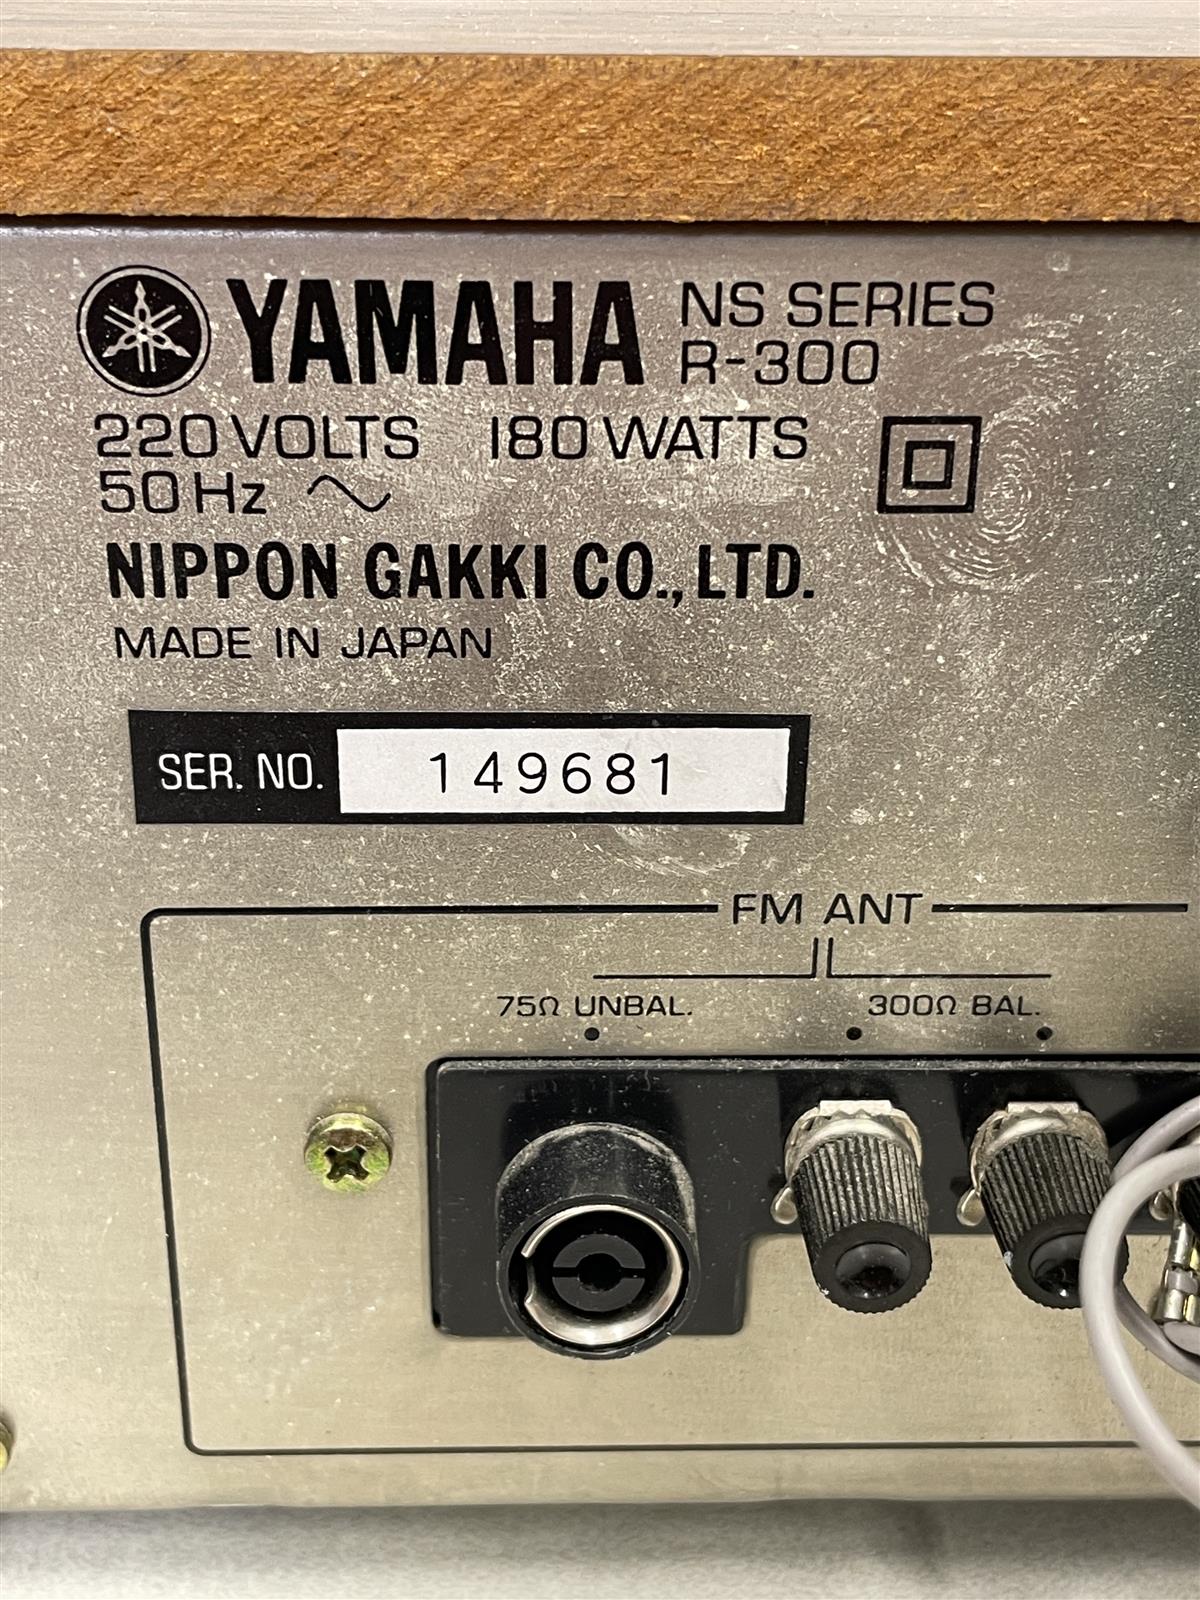 YAMAHA NS SERIES
R-300
220 VOLTS 180 WATTS
50 Hz ~
NIPPON GAKKI CO., LTD.
MADE IN JAPAN
SER. NO. 149681
FM ANT
75Ω UNBAL. 300Ω BAL.